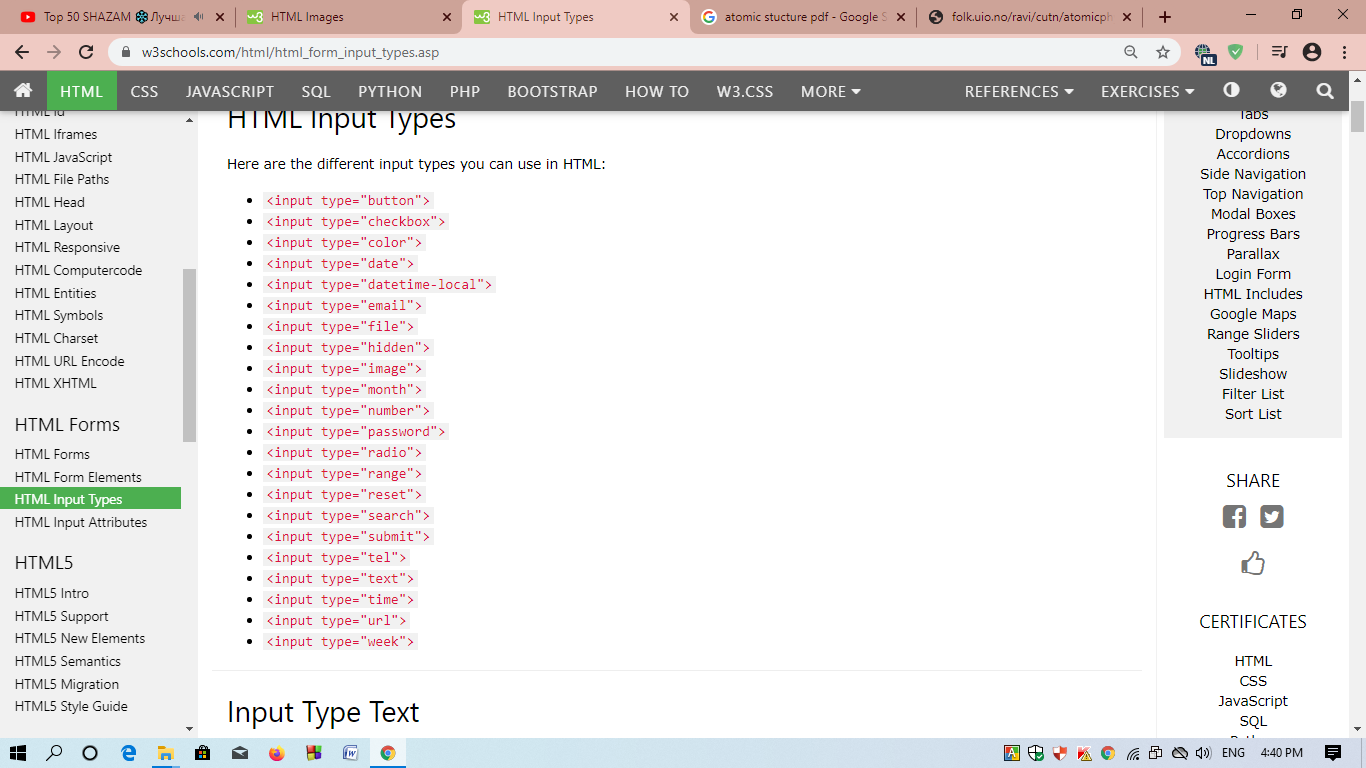 Top 50 SHAZAM Лучша
HTML Images
HTML Input Types
atomic stucture pdf - Google S
folk.uio.no/ravi/cutn/atomicph
w3schools.com/html/html_form_input_types.asp
NL
HTML
CSS
JAVASCRIPT
SQL
PYTHON
PHP
BOOTSTRAP
HOW TO
W3.CSS
MORE
REFERENCES
EXERCISES
HTML Id
HTML Iframes
HTML JavaScript
HTML File Paths
HTML Head
HTML Layout
HTML Responsive
HTML Computercode
HTML Entities
HTML Symbols
HTML Charset
HTML URL Encode
HTML XHTML
HTML Forms
HTML Forms
HTML Form Elements
HTML Input Types
HTML Input Attributes
HTML5
HTML5 Intro
HTML5 Support
HTML5 New Elements
HTML5 Semantics
HTML5 Migration
HTML5 Style Guide
HTML Input Types
Here are the different input types you can use in HTML:
<input type="button">
<input type="checkbox">
<input type="color">
<input type="date">
<input type="datetime-local">
<input type="email">
<input type="file">
<input type="hidden">
<input type="image">
<input type="month">
<input type="number">
<input type="password">
<input type="radio">
<input type="range">
<input type="reset">
<input type="search">
<input type="submit">
<input type="tel">
<input type="text">
<input type="time">
<input type="url">
<input type="week">
Input Type Text
Tabs
Dropdowns
Accordions
Side Navigation
Top Navigation
Modal Boxes
Progress Bars
Parallax
Login Form
HTML Includes
Google Maps
Range Sliders
Tooltips
Slideshow
Filter List
Sort List
SHARE
CERTIFICATES
HTML
CSS
JavaScript
SQL
ENG
4:40 PM